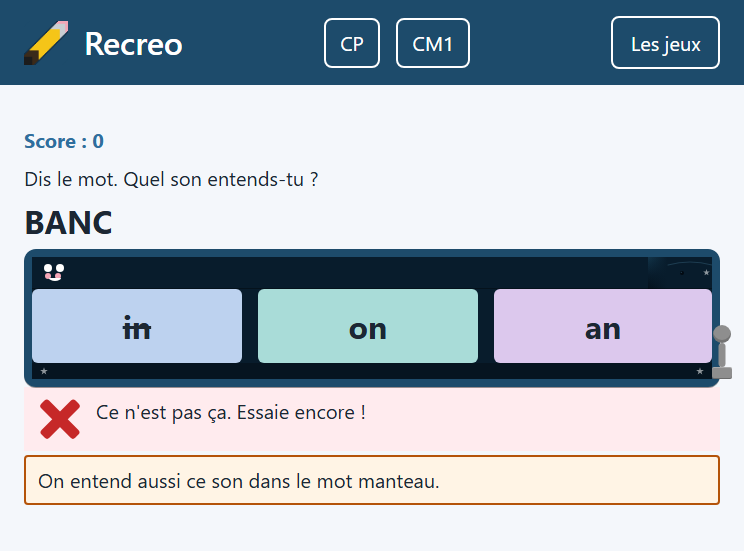 Recreo
CP
CM1
Les jeux
Score : 0
Dis le mot. Quel son entends-tu ?
BANC
in
on
an
Ce n'est pas ça. Essaie encore !
On entend aussi ce son dans le mot manteau.